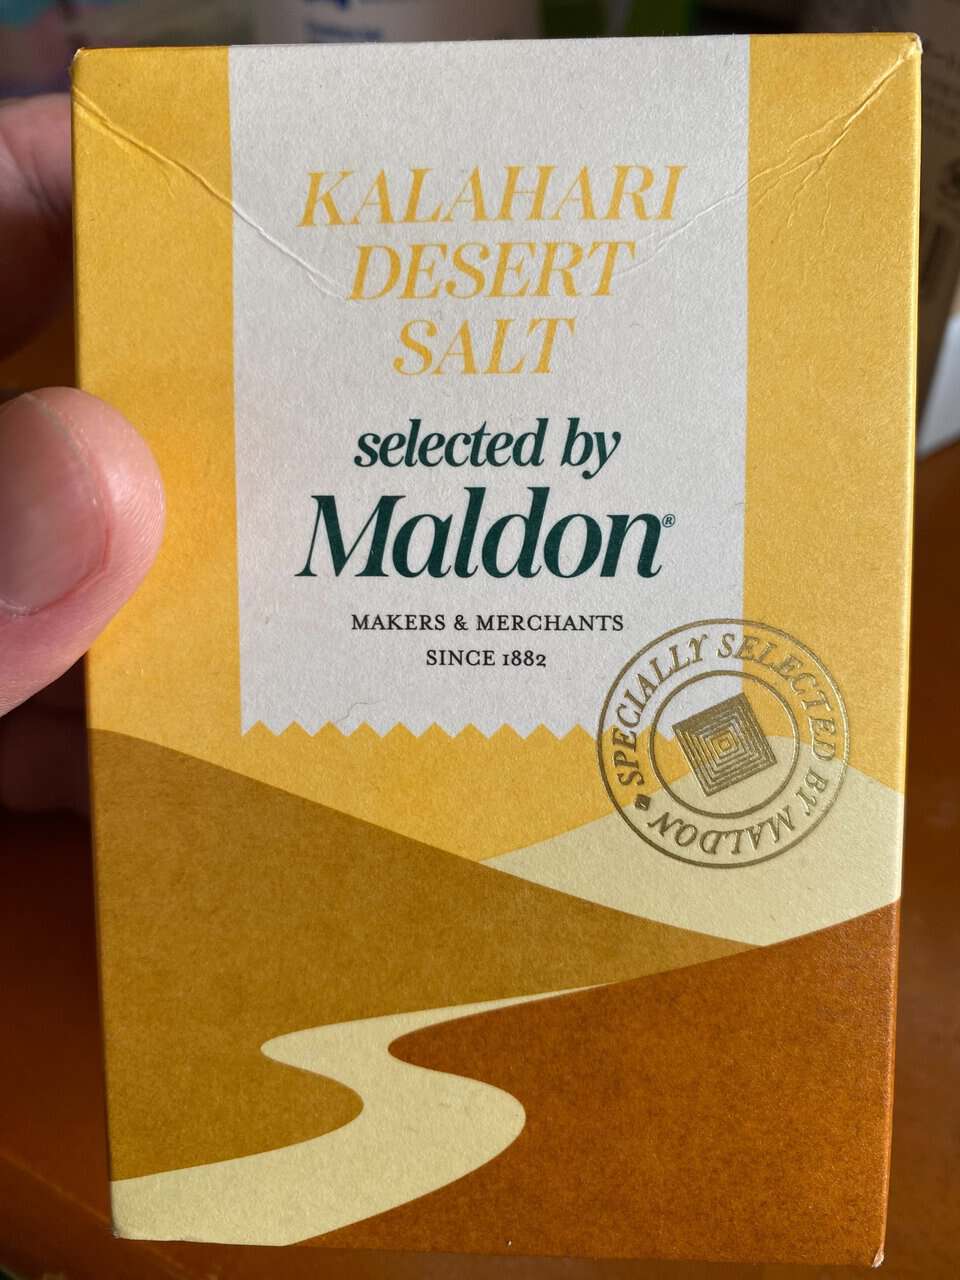 KALAHARI
DESERT
SALT
selected by
Maldon®
MAKERS & MERCHANTS
SINCE 1882
SPECIALLY SELECTED BY MALDON